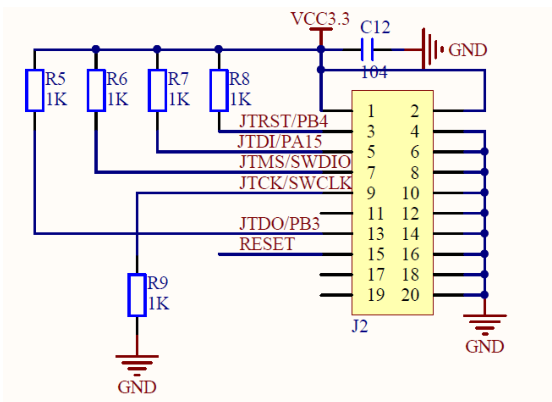 VCC3.3
C12
GND
104
R5
1K
R6
1K
R7
1K
R8
1K
1 2
JTRST/PB4 3 4
JTDI/PA15 5 6
JTMS/SWDIO 7 8
JTCK/SWCLK 9 10
11 12
JTDO/PB3 13 14
RESET 15 16
17 18
19 20
R9
1K
J2
GND
GND